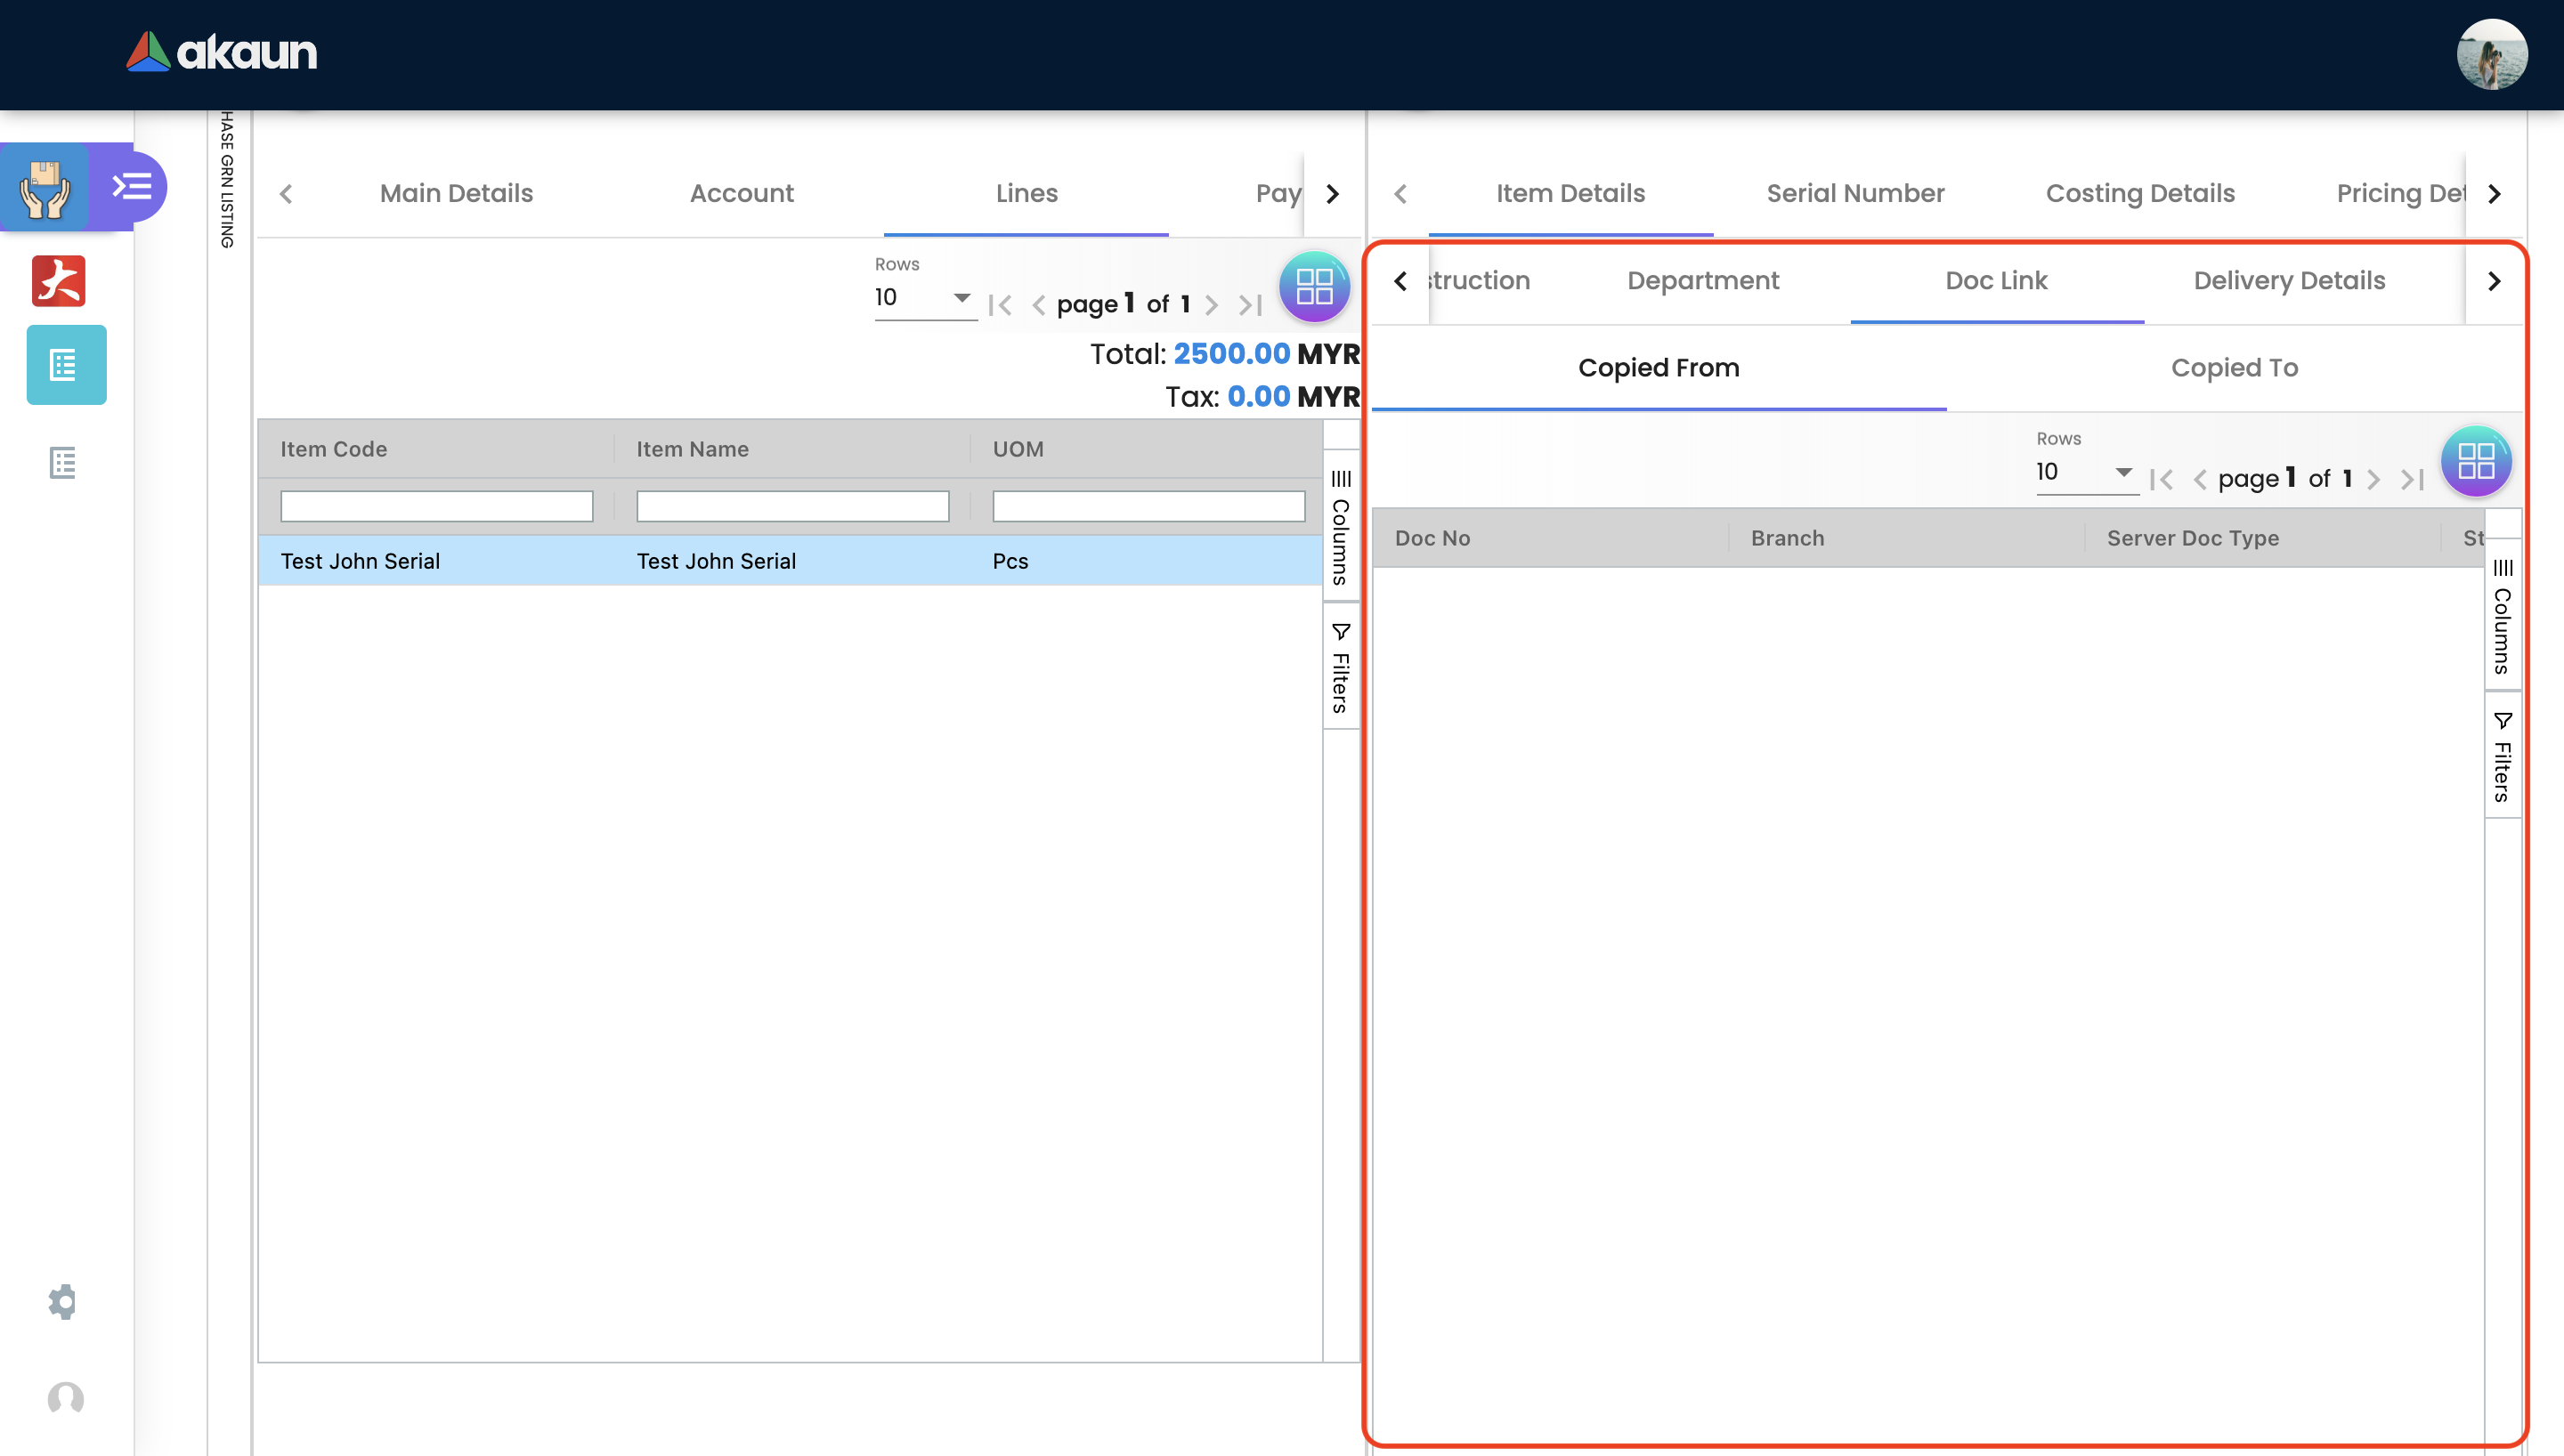 akaun
HASE GRN LISTING
Main Details Account Lines Pay
Rows
10 page 1 of 1
Total: 2500.00 MYR
Tax: 0.00 MYR
Item Code Item Name UOM
Test John Serial Test John Serial Pcs
Columns
Filters
Item Details Serial Number Costing Details Pricing Det
struction Department Doc Link Delivery Details
Copied From Copied To
Rows
10 page 1 of 1
Doc No Branch Server Doc Type St
Columns
Filters